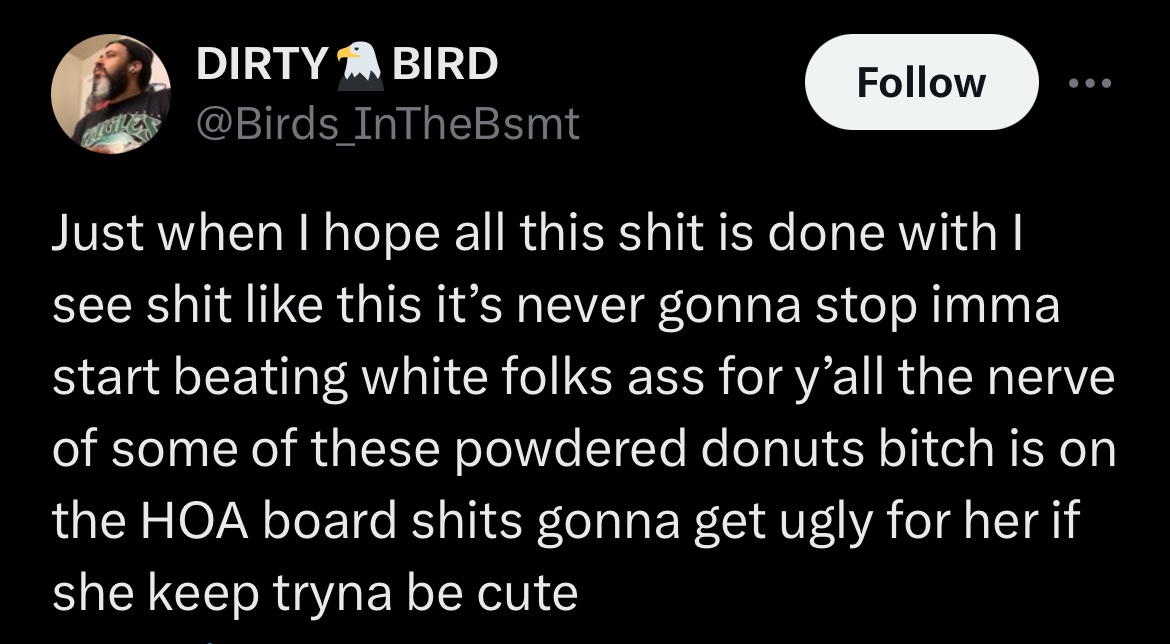 DIRTY🦅BIRD
@Birds_InTheBsmt
Follow
Just when I hope all this shit is done with I
see shit like this it’s never gonna stop imma
start beating white folks ass for y’all the nerve
of some of these powdered donuts bitch is on
the HOA board shits gonna get ugly for her if
she keep tryna be cute